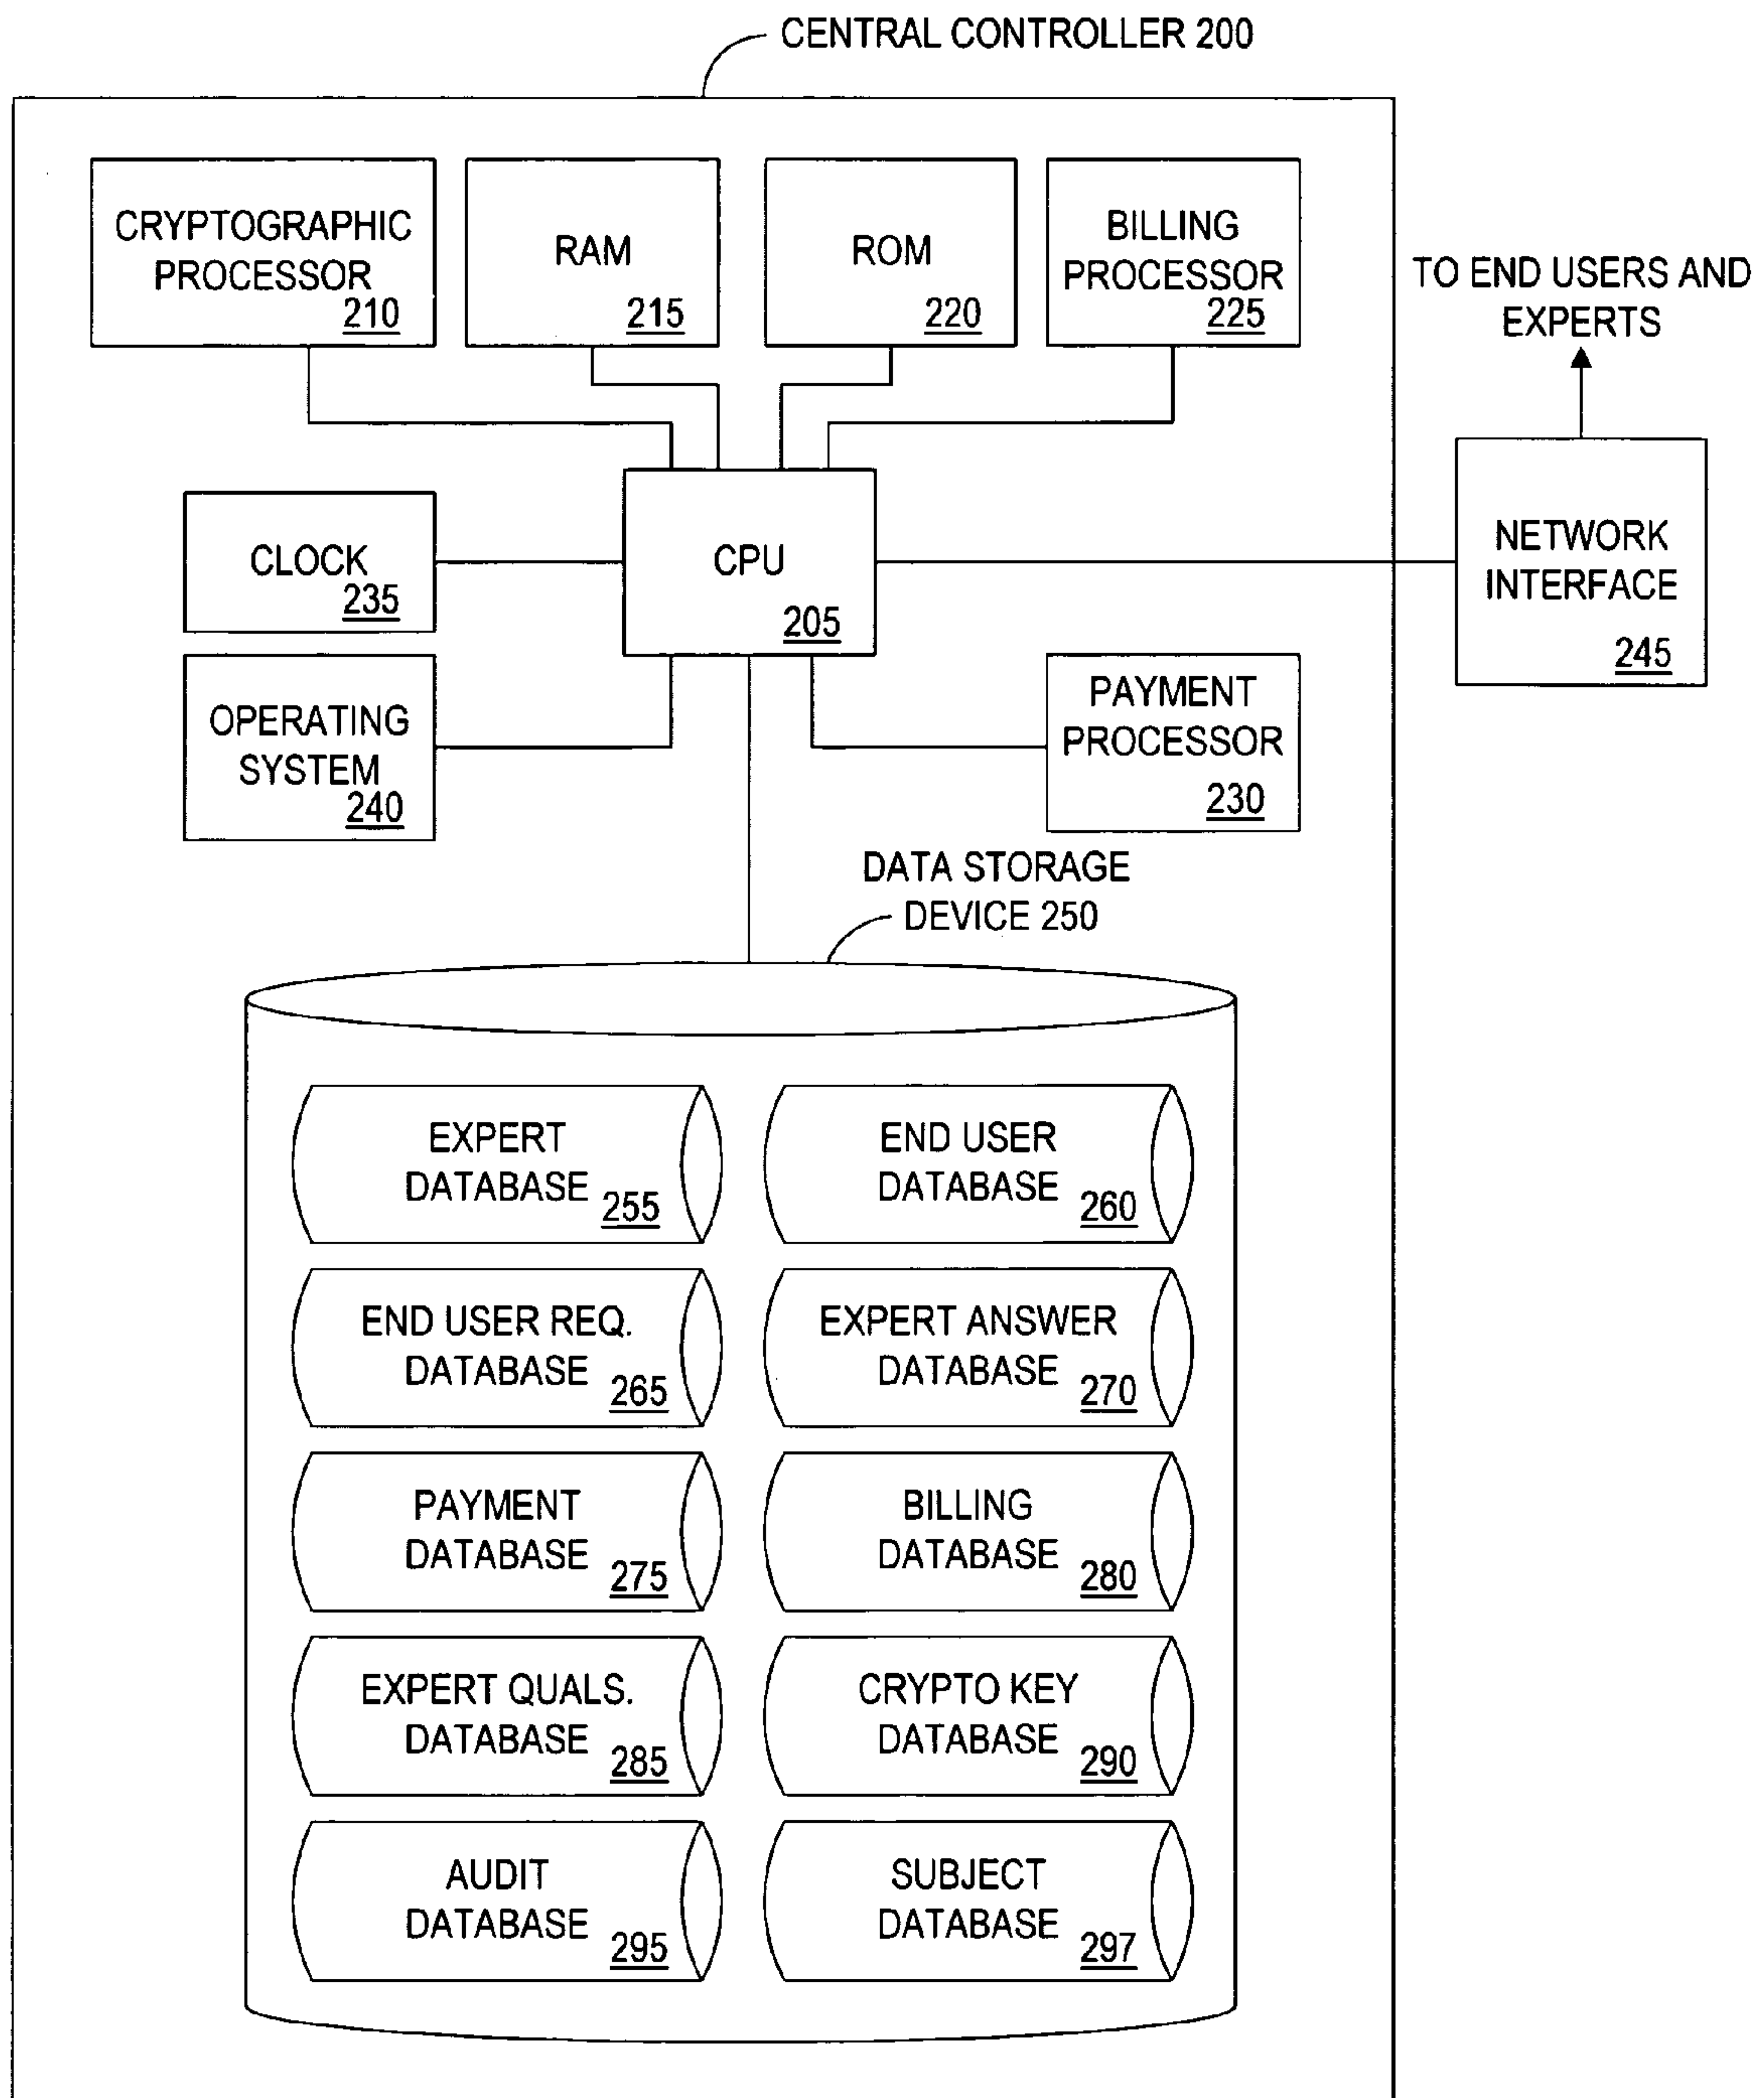 CENTRAL CONTROLLER 200
CRYPTOGRAPHIC
PROCESSOR
210
RAM
215
ROM
220
BILLING
PROCESSOR
225
TO END USERS AND
EXPERTS
CLOCK
235
CPU
205
NETWORK
INTERFACE
245
OPERATING
SYSTEM
240
PAYMENT
PROCESSOR
230
DATA STORAGE
DEVICE 250
EXPERT
DATABASE 255
END USER
DATABASE 260
END USER REQ.
DATABASE 265
EXPERT ANSWER
DATABASE 270
PAYMENT
DATABASE 275
BILLING
DATABASE 280
EXPERT QUALS.
DATABASE 285
CRYPTO KEY
DATABASE 290
AUDIT
DATABASE 295
SUBJECT
DATABASE 297